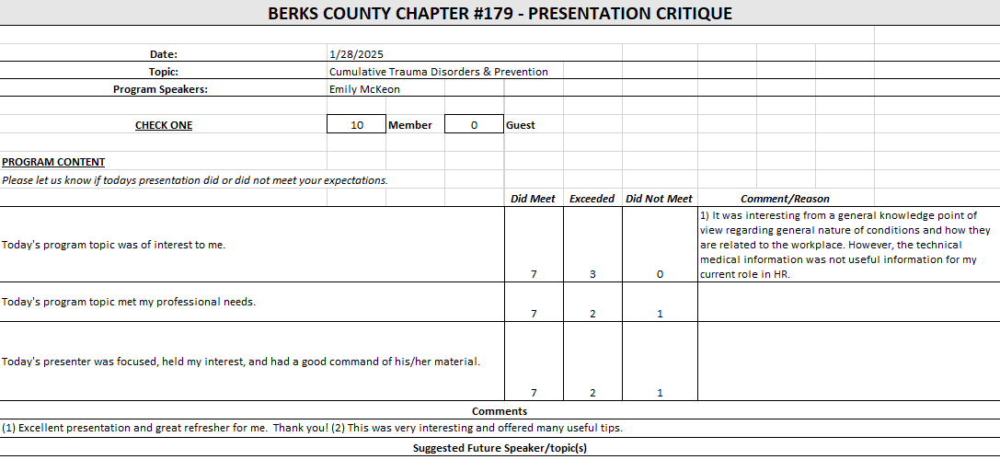 BERKS COUNTY CHAPTER #179 - PRESENTATION CRITIQUE
Date: 1/28/2025
Topic: Cumulative Trauma Disorders & Prevention
Program Speakers: Emily McKeon
CHECK ONE 10 Member 0 Guest
PROGRAM CONTENT
Please let us know if todays presentation did or did not meet your expectations.
Did Meet Exceeded Did Not Meet Comment/Reason
Today's program topic was of interest to me. 7 3 0
1) It was interesting from a general knowledge point of
view regarding general nature of conditions and how they
are related to the workplace. However, the technical
medical information was not useful information for my
current role in HR.
Today's program topic met my professional needs. 7 2 1
Today's presenter was focused, held my interest, and had a good command of his/her material. 7 2 1
Comments
(1) Excellent presentation and great refresher for me.  Thank you! (2) This was very interesting and offered many useful tips.
Suggested Future Speaker/topic(s)